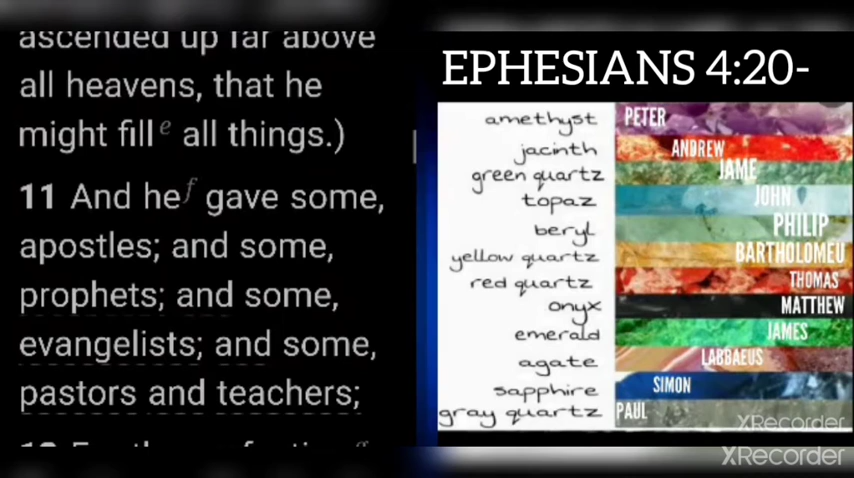 ascended up far above
all heavens, that he
might fill e all things.)
11 And he f gave some,
apostles; and some,
prophets; and some,
evangelists; and some,
pastors and teachers;
EPHESIANS 4:20-
amethyst PETER
jacinth ANDREW
green quartz JAME
topaz JOHN
beryl PHILIP
yellow quartz BARTHOLOMEU
red quartz THOMAS
onyx MATTHEW
emerald JAMES
agate LABBAEUS
sapphire SIMON
gray quartz PAUL
XRecorder
XRecorder